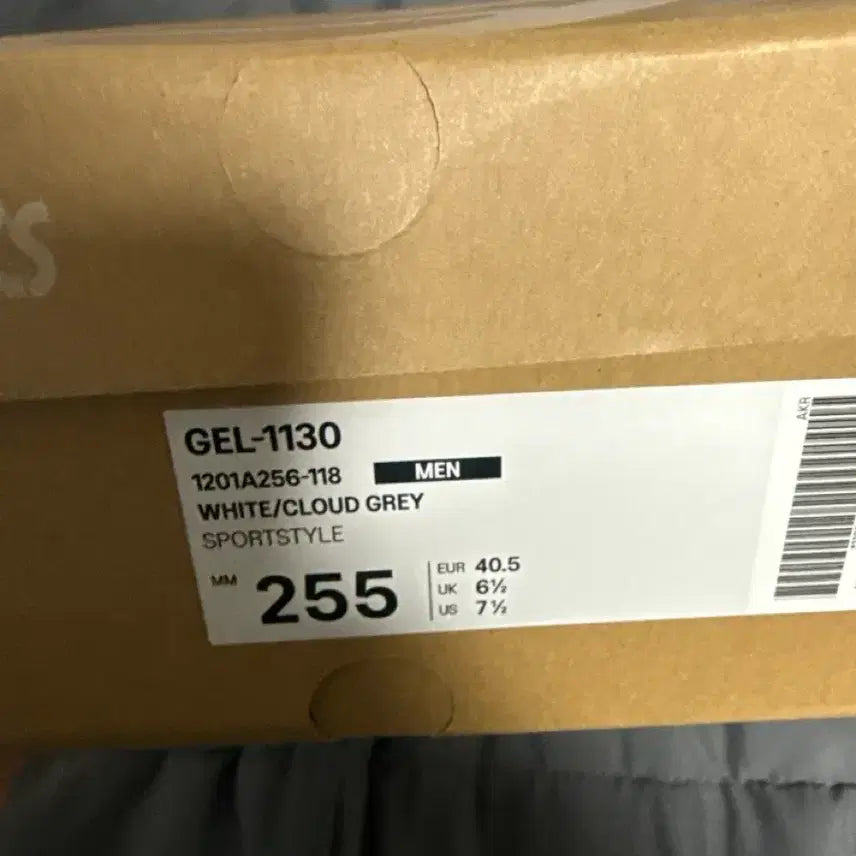 GEL-1130
1201A256-118 MEN
WHITE/CLOUD GREY
SPORTSTYLE
MM 255
EUR 40.5
UK 6½
US 7½
AKR